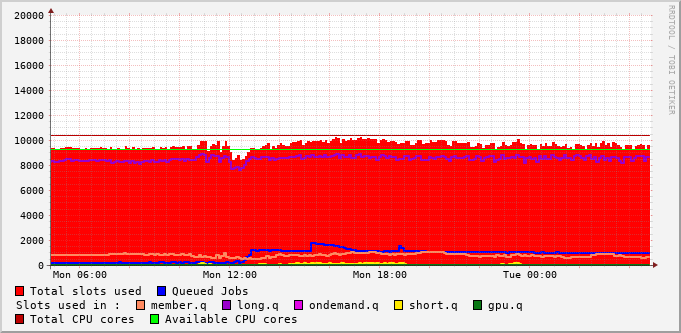 RRDTOOL / TOBI OETIKER
20000
18000
16000
14000
12000
10000
8000
6000
4000
2000
0
Mon 06:00 Mon 12:00 Mon 18:00 Tue 00:00
Total slots used Queued Jobs
Slots used in : member.q long.q ondemand.q short.q gpu.q
Total CPU cores Available CPU cores